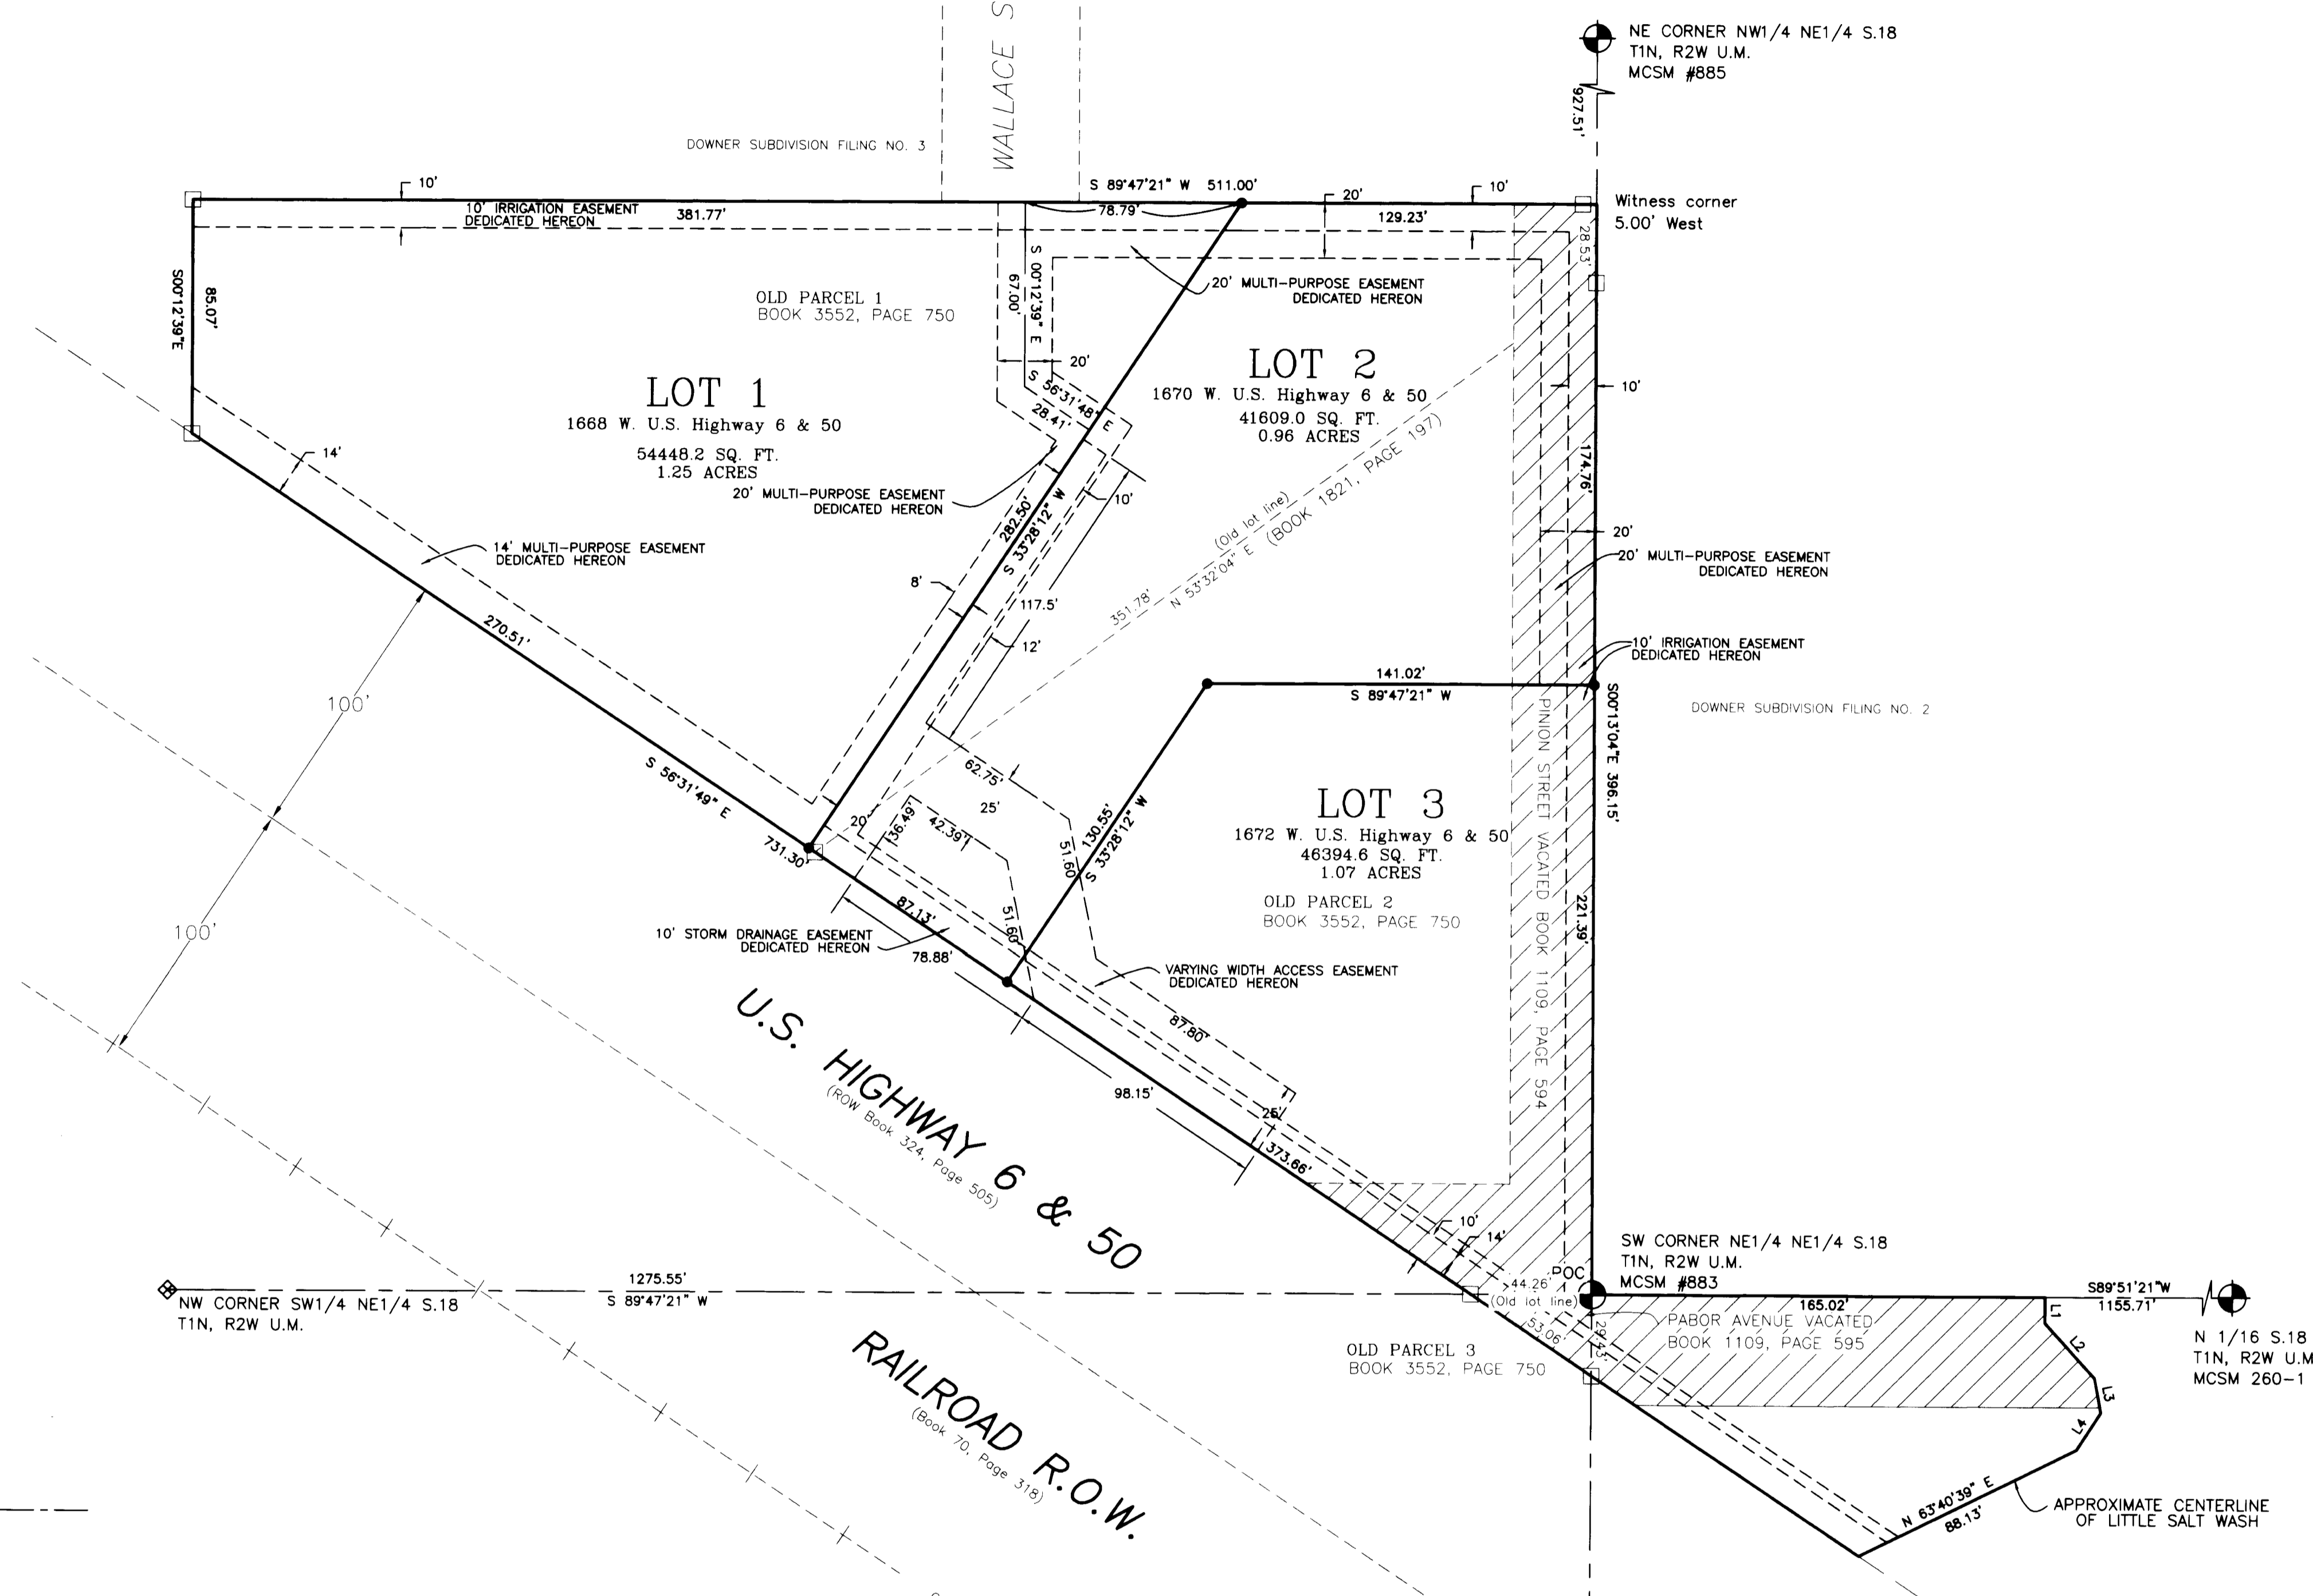 WALLACE S
NE CORNER NW1/4 NE1/4 S.18
T1N, R2W U.M.
MCSM #885
927.51'
DOWNER SUBDIVISION FILING NO. 3
S 89°47'21" W 511.00'
10'
10'
20'
Witness corner
5.00' West
10' IRRIGATION EASEMENT
DEDICATED HEREON
381.77'
78.79'
129.23'
28.53'
S00°12'39"E
85.07'
S 00°12'39" E
67.00'
20' MULTI-PURPOSE EASEMENT
DEDICATED HEREON
OLD PARCEL 1
BOOK 3552, PAGE 750
20'
S 56°31'48" E
28.41'
LOT 1
1668 W. U.S. Highway 6 & 50
54448.2 SQ. FT.
1.25 ACRES
LOT 2
1670 W. U.S. Highway 6 & 50
41609.0 SQ. FT.
0.96 ACRES
10'
174.76'
14'
20' MULTI-PURPOSE EASEMENT
DEDICATED HEREON
10'
282.50'
S 33°28'12" W
(Old lot line)
351.78'
N 53°32'04" E (BOOK 1821, PAGE 197)
20'
20' MULTI-PURPOSE EASEMENT
DEDICATED HEREON
14' MULTI-PURPOSE EASEMENT
DEDICATED HEREON
8'
117.5'
12'
270.51'
S 56°31'49" E
731.30'
10' IRRIGATION EASEMENT
DEDICATED HEREON
141.02'
S 89°47'21" W
S00°13'04"E 396.15'
DOWNER SUBDIVISION FILING NO. 2
100'
100'
62.75'
25'
20'
36.49'
42.39'
51.60'
51.60
130.55'
S 33°28'12" W
LOT 3
1672 W. U.S. Highway 6 & 50
46394.6 SQ. FT.
1.07 ACRES
OLD PARCEL 2
BOOK 3552, PAGE 750
PINION STREET VACATED BOOK 1109, PAGE 594
221.39'
87.13'
10' STORM DRAINAGE EASEMENT
DEDICATED HEREON
78.88'
VARYING WIDTH ACCESS EASEMENT
DEDICATED HEREON
87.80'
98.15'
25'
373.66'
U.S. HIGHWAY 6 & 50
(ROW Book 324, Page 505)
10'
14'
SW CORNER NE1/4 NE1/4 S.18
T1N, R2W U.M.
MCSM #883
POC
44.26'
(Old lot line)
53.06'
29.43'
1275.55'
S 89°47'21" W
NW CORNER SW1/4 NE1/4 S.18
T1N, R2W U.M.
165.02'
S89°51'21"W
1155.71'
N 1/16 S.18
T1N, R2W U.M
MCSM 260-1
PABOR AVENUE VACATED
BOOK 1109, PAGE 595
L1
L2
L3
L4
OLD PARCEL 3
BOOK 3552, PAGE 750
RAILROAD R.O.W.
(Book 70, Page 318)
N 63°40'39" E
88.13'
APPROXIMATE CENTERLINE
OF LITTLE SALT WASH